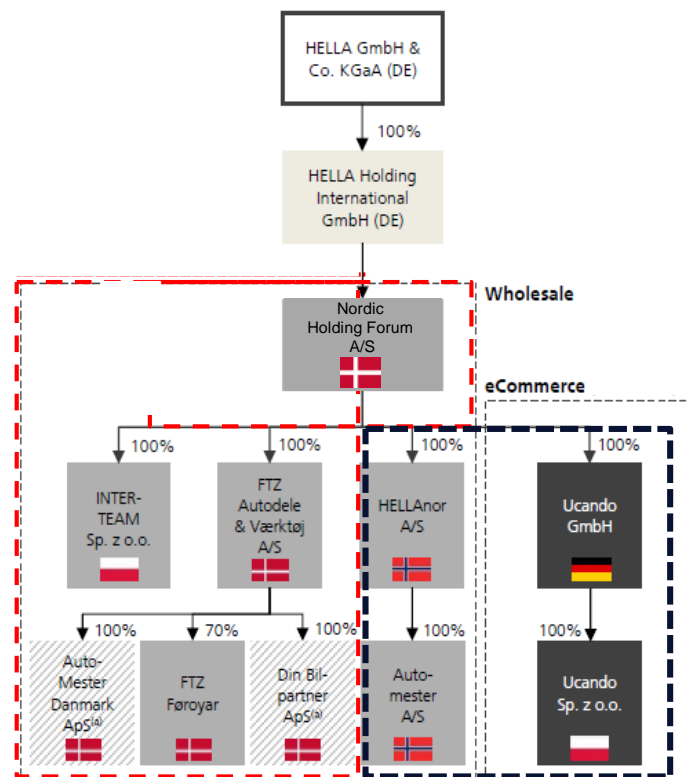 HELLA GmbH &
Co. KGaA (DE)
100%
HELLA Holding
International
GmbH (DE)
Wholesale
Nordic
Holding Forum
A/S
eCommerce
100%
100%
100%
100%
INTER-
TEAM
Sp. z o.o.
FTZ
Autodele
& Værktøj
A/S
HELLAnor
A/S
Ucando
GmbH
100%
70%
100%
100%
100%
Auto-
Mester
Danmark
ApS(a)
FTZ
Føroyar
Din Bil-
partner
ApS(a)
Auto-
mester
A/S
Ucando
Sp. z o.o.